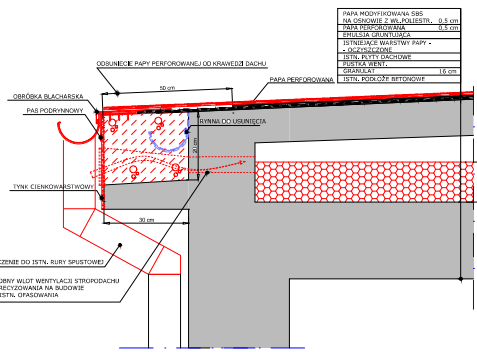 PAPA MODYFIKOWANA SBS
NA OSNOWIE Z WŁ.POLIESTR. 0,5 cm
PAPA PERFOROWANA 0,5 cm
EMULSJA GRUNTUJĄCA
ISTNIEJĄCE WARSTWY PAPY -
- OCZYSZCZONE
ISTN. PŁYTY DACHOWE
PUSTKA WENT.
GRANULAT 16 cm
ISTN. PODŁOŻE BETONOWE
ODSUNIĘCIE PAPY PERFOROWANEJ OD KRAWĘDZI DACHU
50 cm
PAPA PERFOROWANA
OBRÓBKA BLACHARSKA
PAS PODRYNNOWY
RYNNA DO USUNIĘCIA
TYNK CIENKOWARSTWOWY
30 cm
CZENIE DO ISTN. RURY SPUSTOWEJ
OBNY WLOT WENTYLACJI STROPODACHU
RECYZOWANIA NA BUDOWIE
ISTN. OPASOWANIA